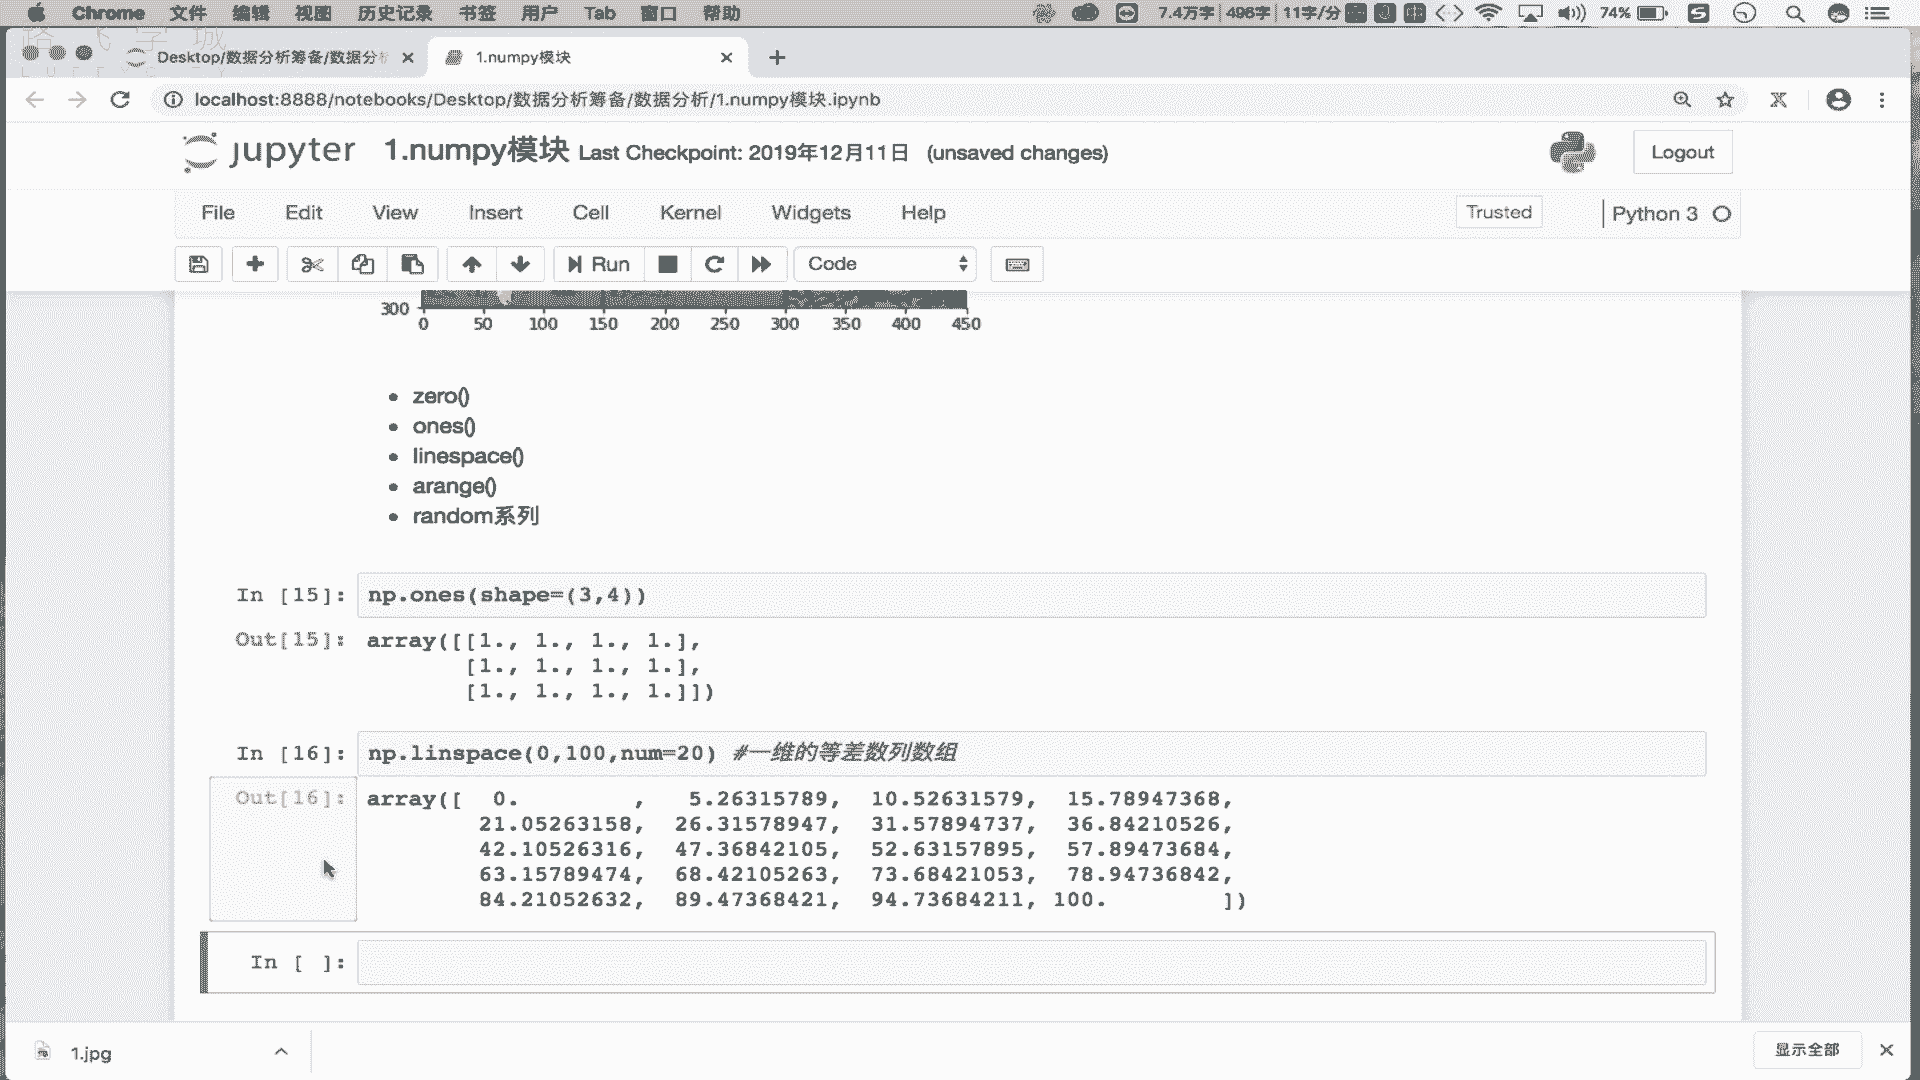 Chrome 文件 编辑 视图 历史记录 书签 用户 Tab 窗口 帮助 7.4万字 496字 11字/分 74%
Desktop/数据分析筹备/数据分析 1.numpy模块
localhost:8888/notebooks/Desktop/数据分析筹备/数据分析/1.numpy模块.ipynb
jupyter 1.numpy模块 Last Checkpoint: 2019年12月11日 (unsaved changes) Logout
File Edit View Insert Cell Kernel Widgets Help Trusted Python 3
Run Code
300
0 50 100 150 200 250 300 350 400 450
• zero()
• ones()
• linespace()
• arange()
• random系列
In [15]: np.ones(shape=(3,4))
Out[15]: array([[1., 1., 1., 1.],
[1., 1., 1., 1.],
[1., 1., 1., 1.]])
In [16]: np.linspace(0,100,num=20) #一维的等差数列数组
Out[16]: array([ 0. , 5.26315789, 10.52631579, 15.78947368,
21.05263158, 26.31578947, 31.57894737, 36.84210526,
42.10526316, 47.36842105, 52.63157895, 57.89473684,
63.15789474, 68.42105263, 73.68421053, 78.94736842,
84.21052632, 89.47368421, 94.73684211, 100. ])
In [ ]:
1.jpg 显示全部